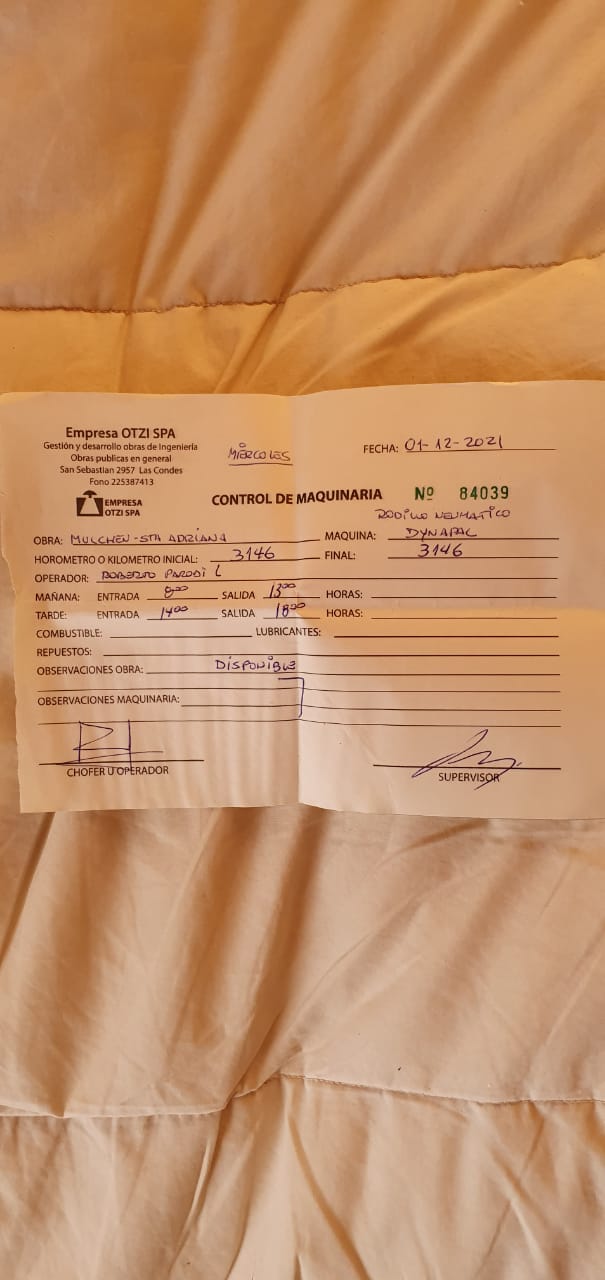 Empresa OTZI SPA
Gestión y desarrollo obras de Ingeniería
Obras publicas en general
San Sebastian 2957 Las Condes
Fono 225387413
EMPRESA
OTZI SPA
MIÉRCOLES
FECHA: 01-12-2021
CONTROL DE MAQUINARIA Nº 84039
RODILLO NEUMATICO
OBRA: MULCHEN-STA ADRIANA MAQUINA: DYNAPAC
HOROMETRO O KILOMETRO INICIAL: 3146 FINAL: 3146
OPERADOR: ROBERTO PARODI L
MAÑANA: ENTRADA 8:00 SALIDA 13:00 HORAS:
TARDE: ENTRADA 14:00 SALIDA 18:00 HORAS:
COMBUSTIBLE: LUBRICANTES:
REPUESTOS:
OBSERVACIONES OBRA: DISPONIBLE
OBSERVACIONES MAQUINARIA:
CHOFER U OPERADOR
SUPERVISOR